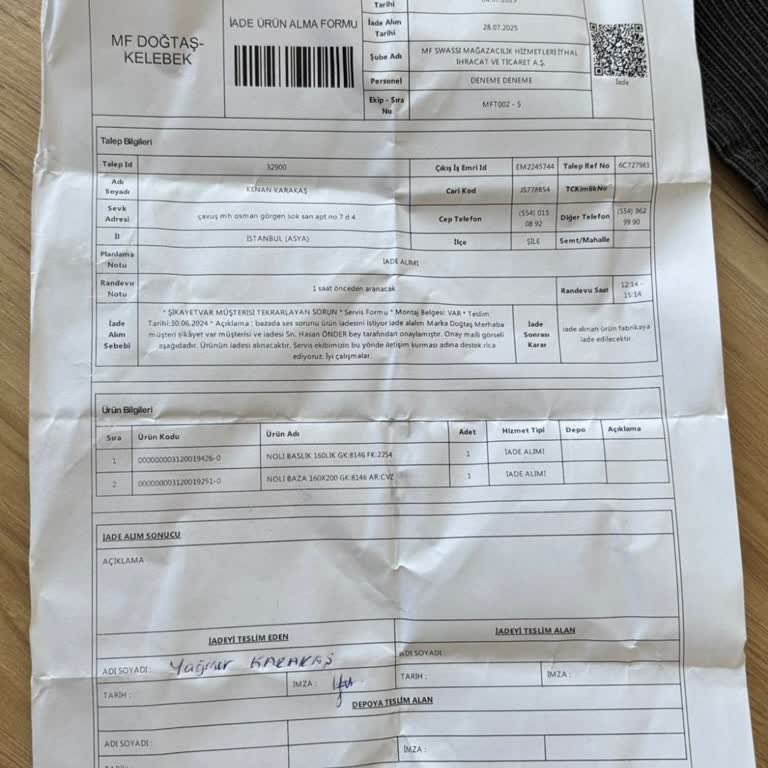 Tarihi
MF DOĞTAŞ-
KELEBEK
İADE ÜRÜN ALMA FORMU
İade Alım
Tarihi
28.07.2025
Şube Adı
MF SWASSI MAĞAZACILIK HİZMETLERİ İTHAL
IHRACAT VE TİCARET A.Ş.
Personel
DENEME DENEME
Ekip - Sıra
No
MFT002 - 5
İade
Talep Bilgileri
Talep Id 32900 Çıkış İş Emri Id EM2245744 Talep Ref No 6C727983
Adı
Soyadı
KENAN KARAKAŞ Cari Kod JS778854 TCKimlikNo
Sevk
Adresi
çavuş mh osman görgen sok san apt no 7 d 4 Cep Telefon (554) 015
08 92
Diğer Telefon (554) 962
99 90
İl İSTANBUL (ASYA) İlçe ŞİLE Semt/Mahalle
Planlama
Notu
İADE ALIMI
Randevu
Notu
1 saat önceden aranacak Randevu Saat 12:14 -
15:14
İade
Alım
Sebebi
* ŞİKAYETVAR MÜŞTERİSİ TEKRARLAYAN SORUN * Servis Formu * Montaj Belgesi: VAR * Teslim
Tarihi:30.06.2024 * Açıklama : bazada ses sorunu ürün iadesini istiyor iade alalım Marka Doğtaş Merhaba
müşteri şikâyet var müşterisi ve iadesi Sn. Hasan ÖNDER bey tarafından onaylamıştır. Onay maili görseli
aşağıdadır. Ürünün iadesi alınacaktır. Servis ekibimizin bu yönde iletişim kurması adına destek rica
ediyoruz. İyi çalışmalar.
İade
Sonrası
Karar
iade alınan ürün fabrikaya
iade edilecektir.
Ürün Bilgileri
Sıra Ürün Kodu Ürün Adı Adet Hizmet Tipi Depo Açıklama
1 000000003120019426-0 NOLI BASLIK 160LIK GK:8146 FK:2254 1 İADE ALIMI
2 000000003120019251-0 NOLI BAZA 160X200 GK:8146 AR:CVZ 1 İADE ALIMI
İADE ALIM SONUCU
AÇIKLAMA
İADEYİ TESLİM EDEN İADEYİ TESLİM ALAN
ADI SOYADI : Yağmur KARAKAŞ ADI SOYADI :
TARİH : İMZA : TARİH : İMZA :
DEPOYA TESLİM ALAN
ADI SOYADI : İMZA :